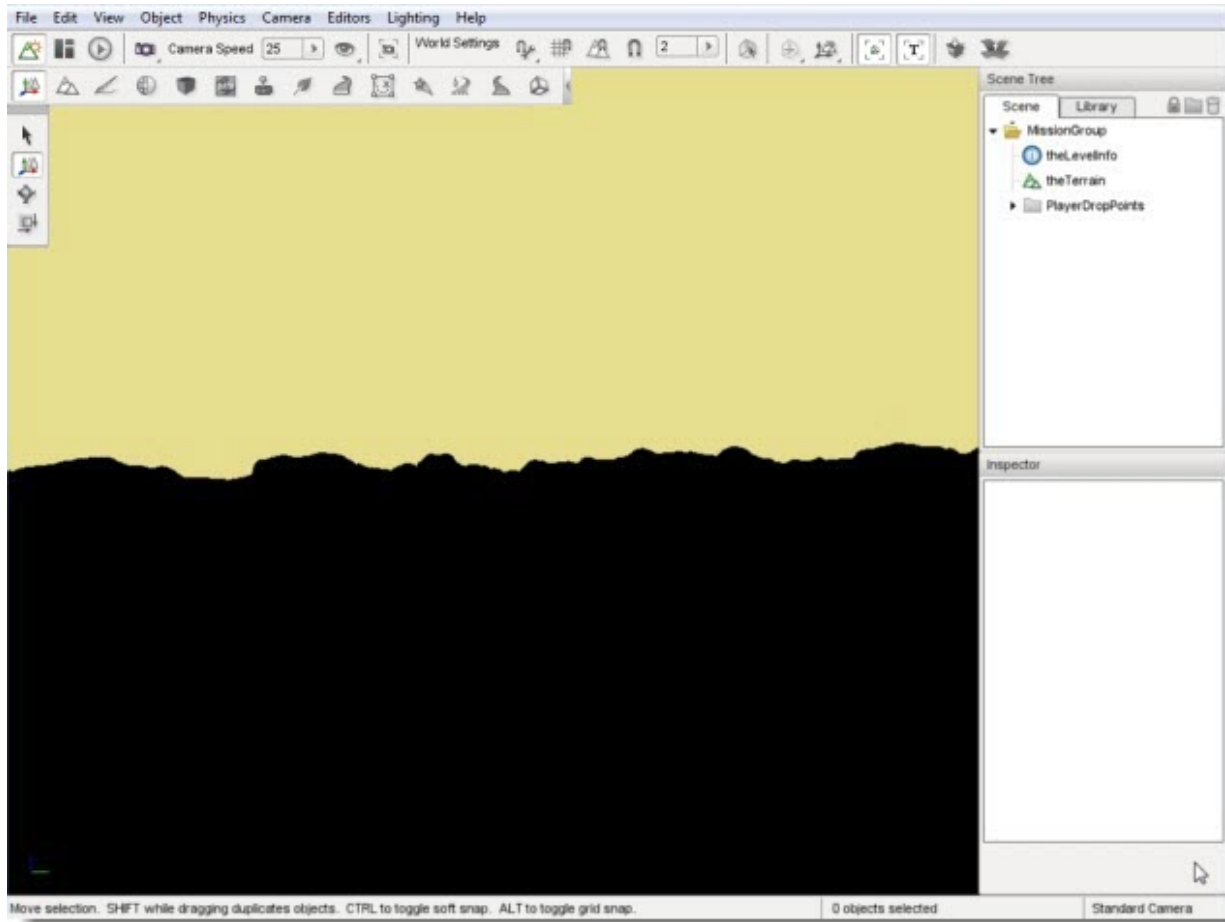 File Edit View Object Physics Camera Editors Lighting Help
Camera Speed 25 World Settings 2 T
Scene Tree
Scene Library
MissionGroup
theLevelInfo
theTerrain
PlayerDropPoints
Inspector
Move selection. SHIFT while dragging duplicates objects. CTRL to toggle soft snap. ALT to toggle grid snap. 0 objects selected Standard Camera